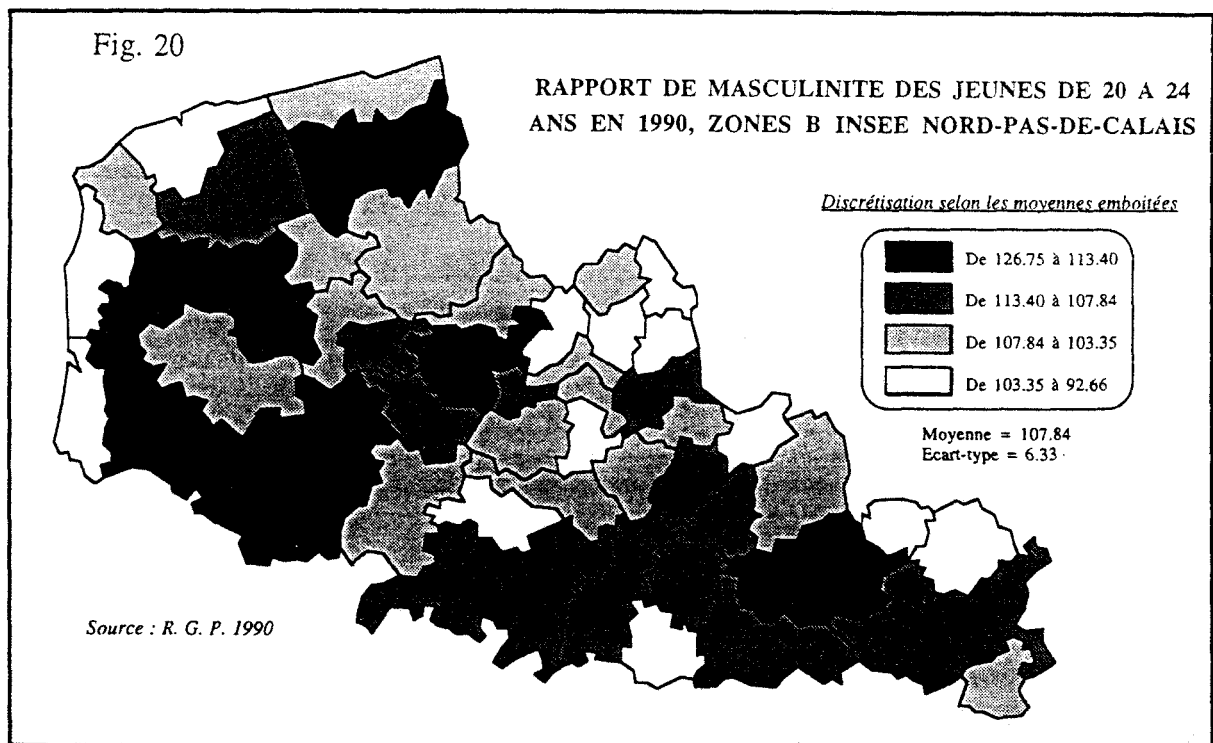 Fig. 20
RAPPORT DE MASCULINITE DES JEUNES DE 20 A 24
ANS EN 1990, ZONES B INSEE NORD-PAS-DE-CALAIS
Discrétisation selon les moyennes emboitées
De 126.75 à 113.40
De 113.40 à 107.84
De 107.84 à 103.35
De 103.35 à 92.66
Moyenne = 107.84
Ecart-type = 6.33
Source : R. G. P. 1990